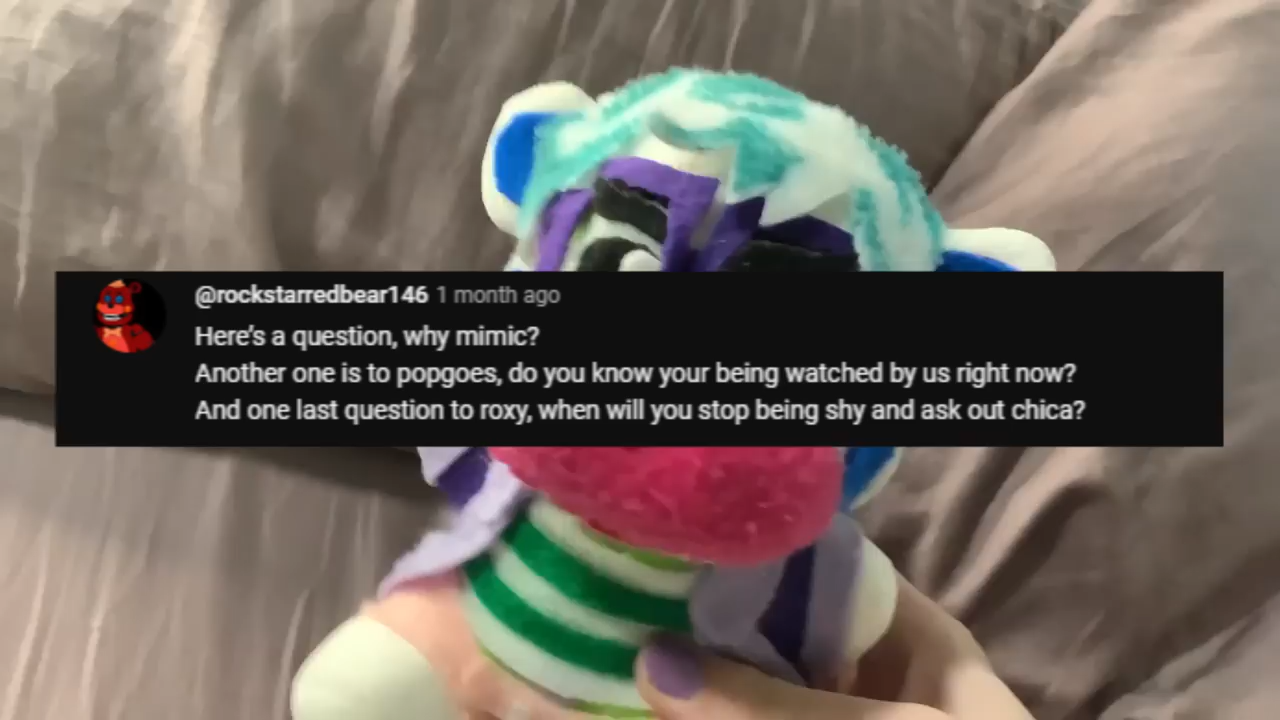 @rockstarredbear146 1 month ago
Here's a question, why mimic?
Another one is to popgoes, do you know your being watched by us right now?
And one last question to roxy, when will you stop being shy and ask out chica?